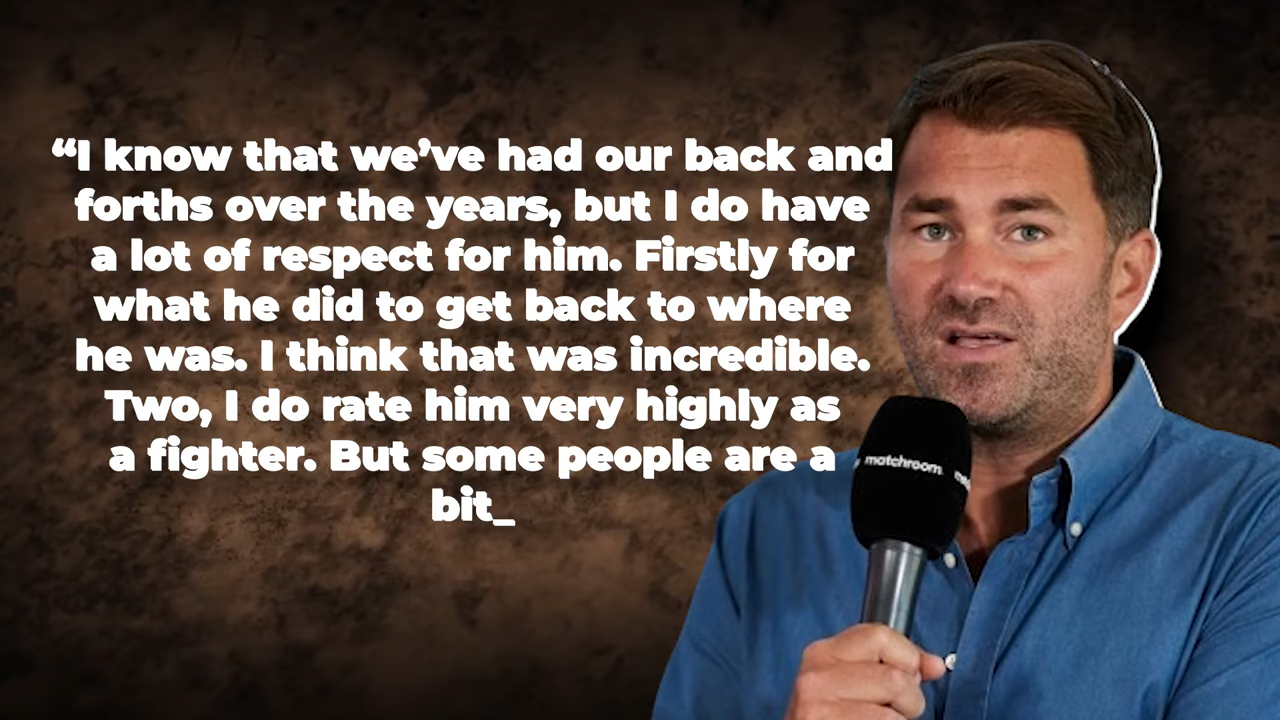 “I know that we’ve had our back and
forths over the years, but I do have
a lot of respect for him. Firstly for
what he did to get back to where
he was. I think that was incredible.
Two, I do rate him very highly as
a fighter. But some people are a
bit_
matchroom